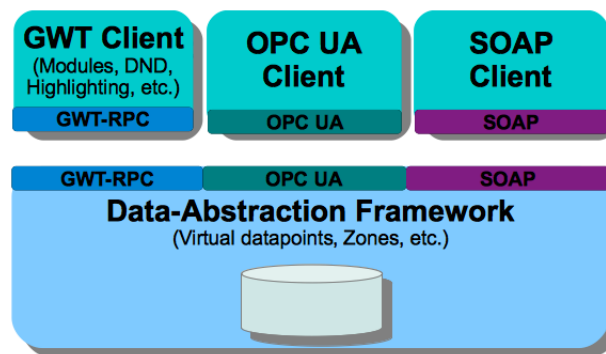 GWT Client
(Modules, DND,
Highlighting, etc.)
GWT-RPC
OPC UA
Client
OPC UA
SOAP
Client
SOAP
GWT-RPC
OPC UA
SOAP
Data-Abstraction Framework
(Virtual datapoints, Zones, etc.)